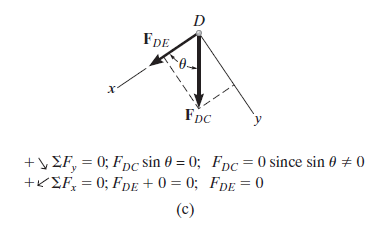 D
F_DE
θ
x
F_DC
y
+↘ ΣF_y = 0; F_DC sin θ = 0; F_DC = 0 since sin θ ≠ 0
+↙ ΣF_x = 0; F_DE + 0 = 0; F_DE = 0
(c)